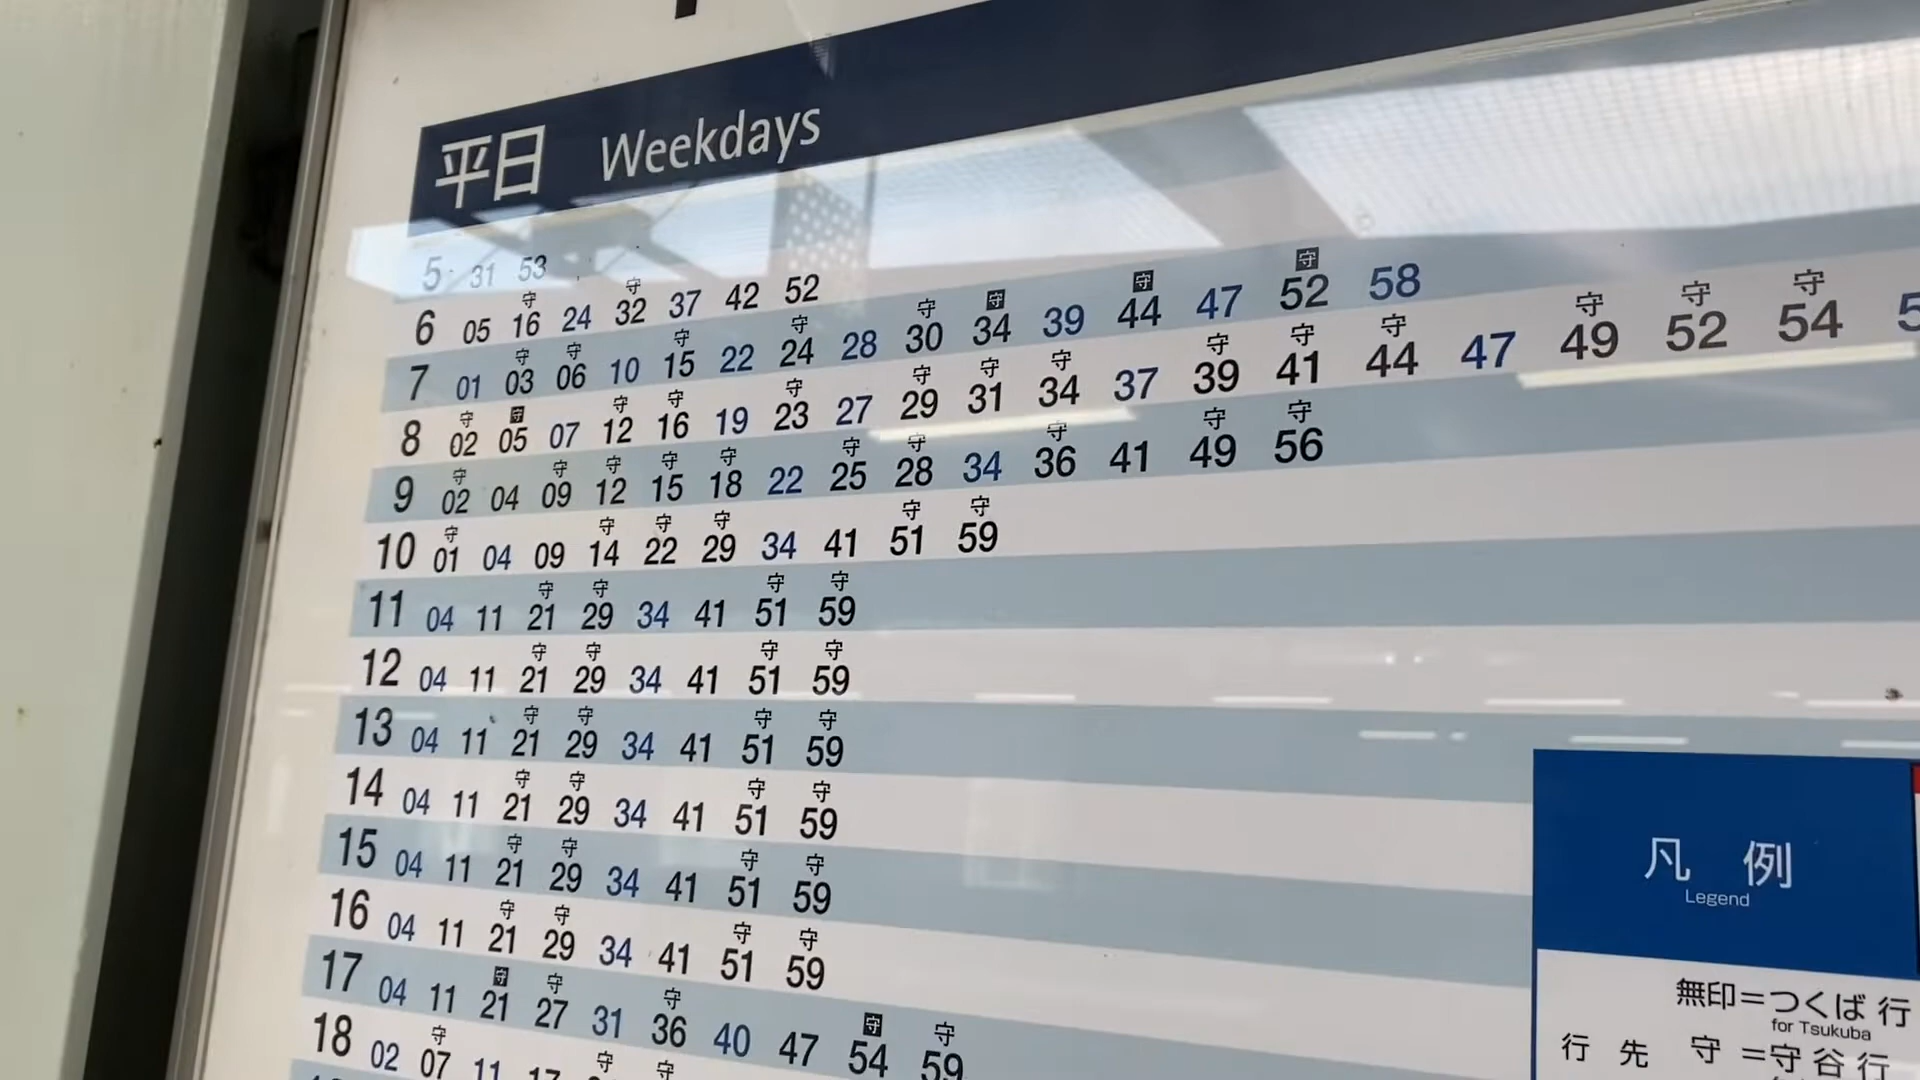 平日 Weekdays
5 31 53
守 守
6 05 16 24 32 37 42 52
守 守 守 守 守 守 守 守
7 01 03 06 10 15 22 24 28 30 34 39 44 47 52 58
守 守 守 守 守 守 守 守 守 守 守 守 守 守 守
8 02 05 07 12 16 19 23 27 29 31 34 37 39 41 44 47 49 52 54
守 守 守 守 守 守 守 守 守 守
9 02 04 09 12 15 18 22 25 28 34 36 41 49 56
守 守 守 守 守 守
10 01 04 09 14 22 29 34 41 51 59
守 守 守 守
11 04 11 21 29 34 41 51 59
守 守 守 守
12 04 11 21 29 34 41 51 59
守 守 守 守
13 04 11 21 29 34 41 51 59
守 守 守 守
14 04 11 21 29 34 41 51 59
守 守 守 守
15 04 11 21 29 34 41 51 59
守 守 守 守
16 04 11 21 29 34 41 51 59
守 守 守 守 守
17 04 11 21 27 31 36 40 47 54 59
守 守 守
18 02 07 11 17
凡例
Legend
無印=つくば行
for Tsukuba
行先 守=守谷行